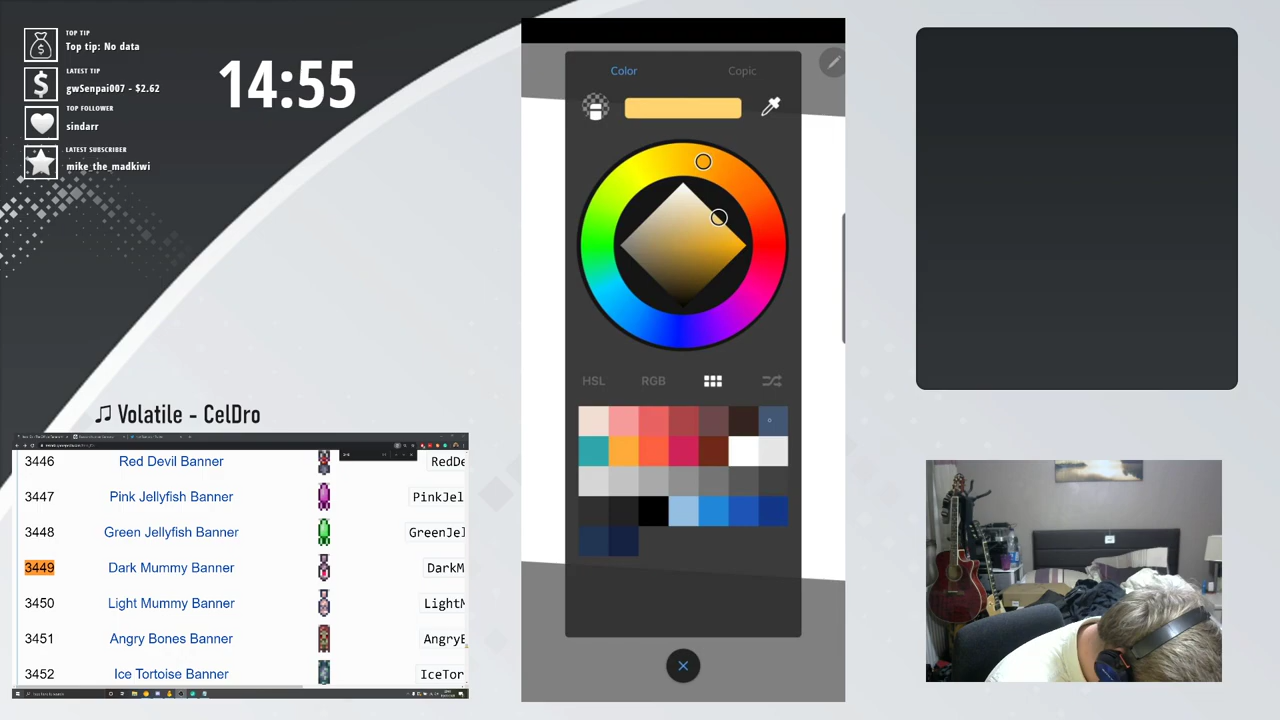 TOP TIP
Top tip: No data
LATEST TIP
gwSenpai007 - $2.62
TOP FOLLOWER
sindarr
LATEST SUBSCRIBER
mike_the_madkiwi
14:55
Volatile - CelDro
3446 Red Devil Banner RedDe
3447 Pink Jellyfish Banner PinkJel
3448 Green Jellyfish Banner GreenJel
3449 Dark Mummy Banner DarkM
3450 Light Mummy Banner LightM
3451 Angry Bones Banner AngryB
3452 Ice Tortoise Banner IceTor
Color Copic
HSL RGB